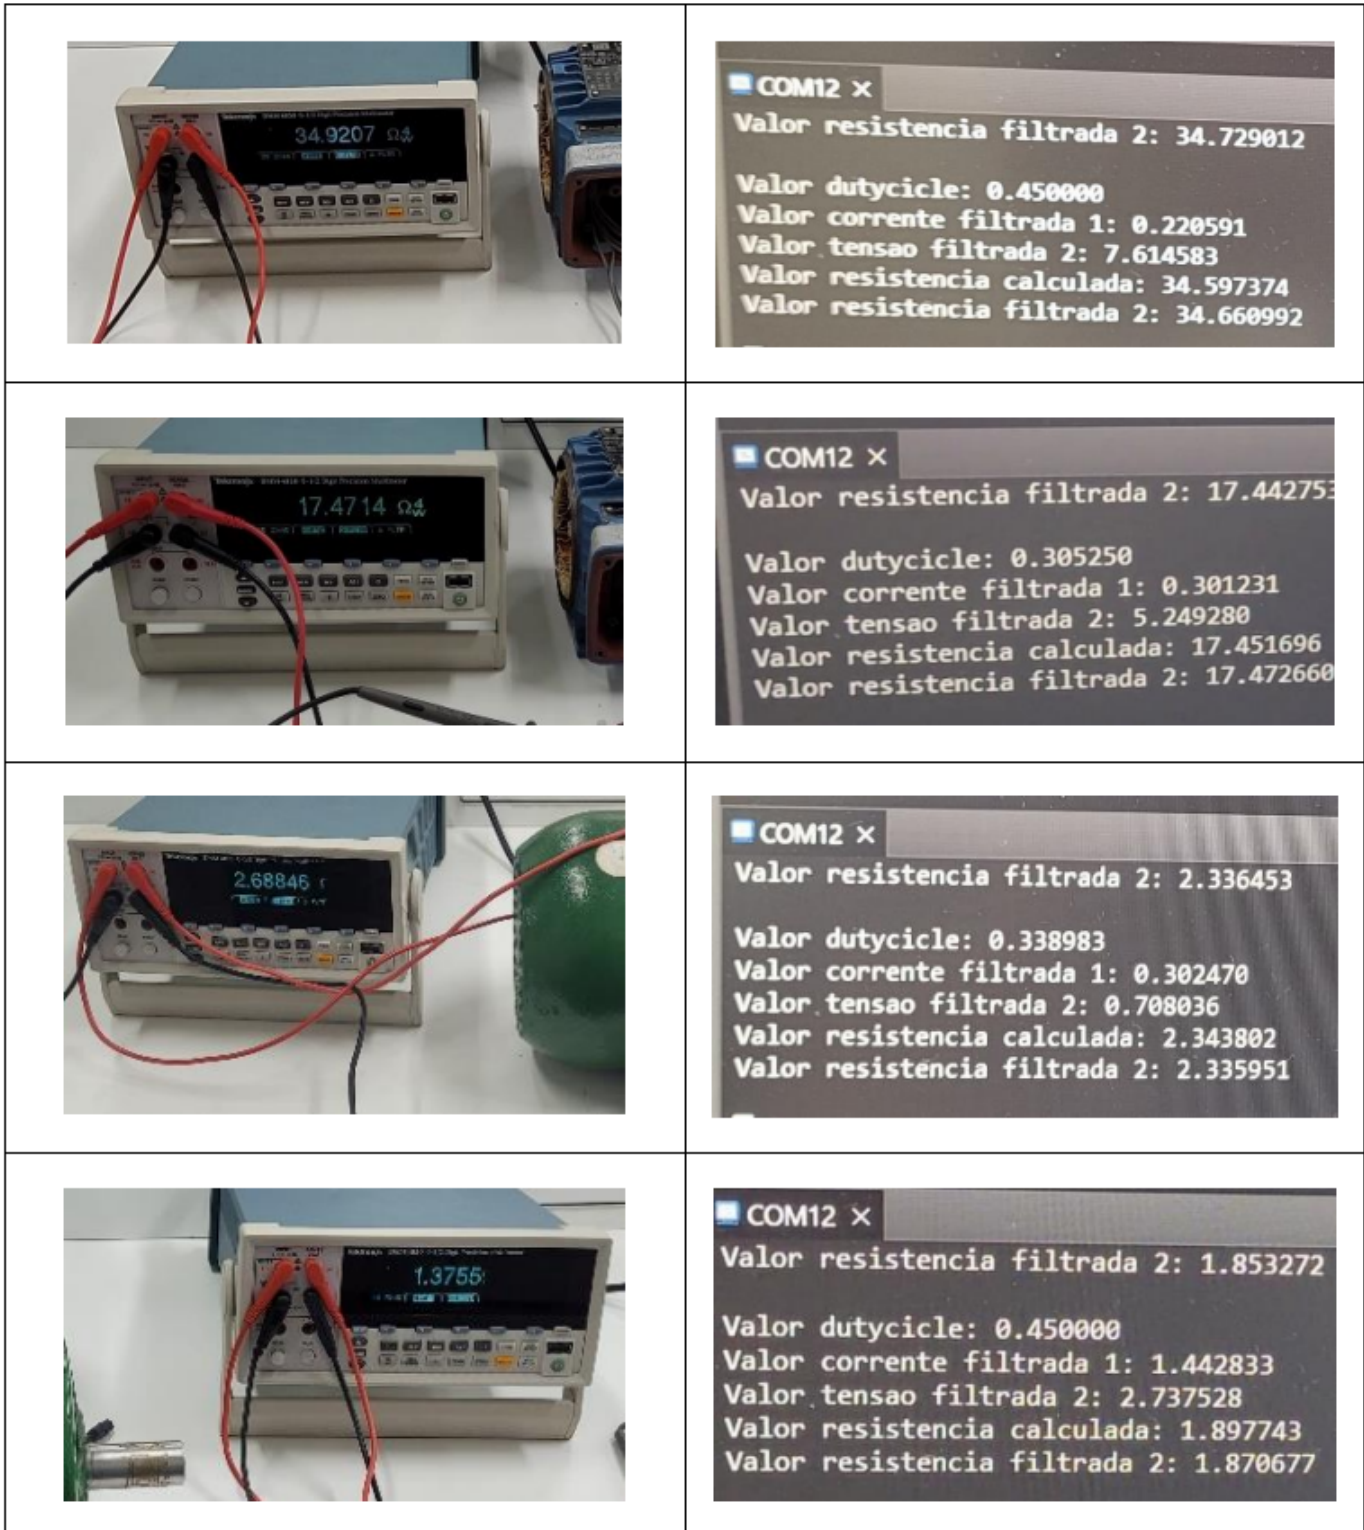 34.9207 Ω
COM12 ×
Valor resistencia filtrada 2: 34.729012
Valor dutycicle: 0.450000
Valor corrente filtrada 1: 0.220591
Valor tensao filtrada 2: 7.614583
Valor resistencia calculada: 34.597374
Valor resistencia filtrada 2: 34.660992
17.4714 Ω
COM12 ×
Valor resistencia filtrada 2: 17.442753
Valor dutycicle: 0.305250
Valor corrente filtrada 1: 0.301231
Valor tensao filtrada 2: 5.249280
Valor resistencia calculada: 17.451696
Valor resistencia filtrada 2: 17.472660
2.68846
COM12 ×
Valor resistencia filtrada 2: 2.336453
Valor dutycicle: 0.338983
Valor corrente filtrada 1: 0.302470
Valor tensao filtrada 2: 0.708036
Valor resistencia calculada: 2.343802
Valor resistencia filtrada 2: 2.335951
1.3755
COM12 ×
Valor resistencia filtrada 2: 1.853272
Valor dutycicle: 0.450000
Valor corrente filtrada 1: 1.442833
Valor tensao filtrada 2: 2.737528
Valor resistencia calculada: 1.897743
Valor resistencia filtrada 2: 1.870677